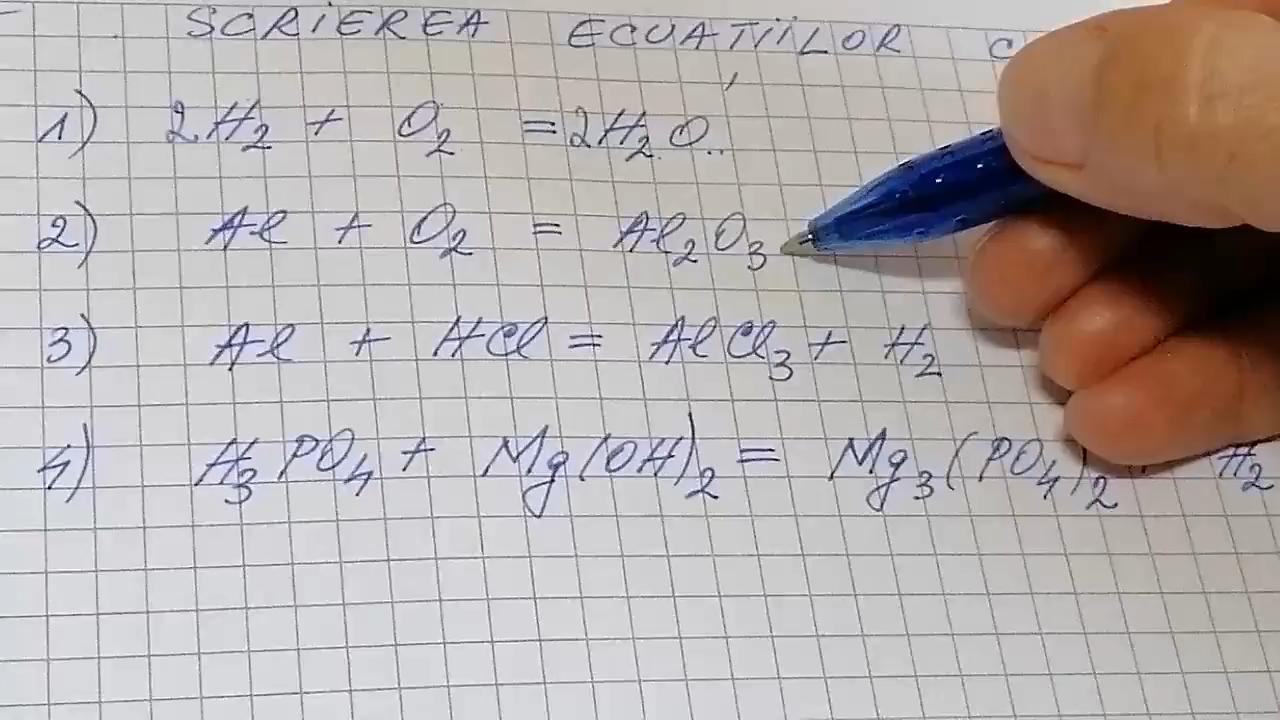 SCRIEREA ECUAȚIILOR C
1) 2H₂ + O₂ = 2H₂O..
2) Al + O₂ = Al₂O₃
3) Al + HCl = AlCl₃ + H₂
4) H₃PO₄ + Mg(OH)₂ = Mg₃(PO₄)₂ H₂